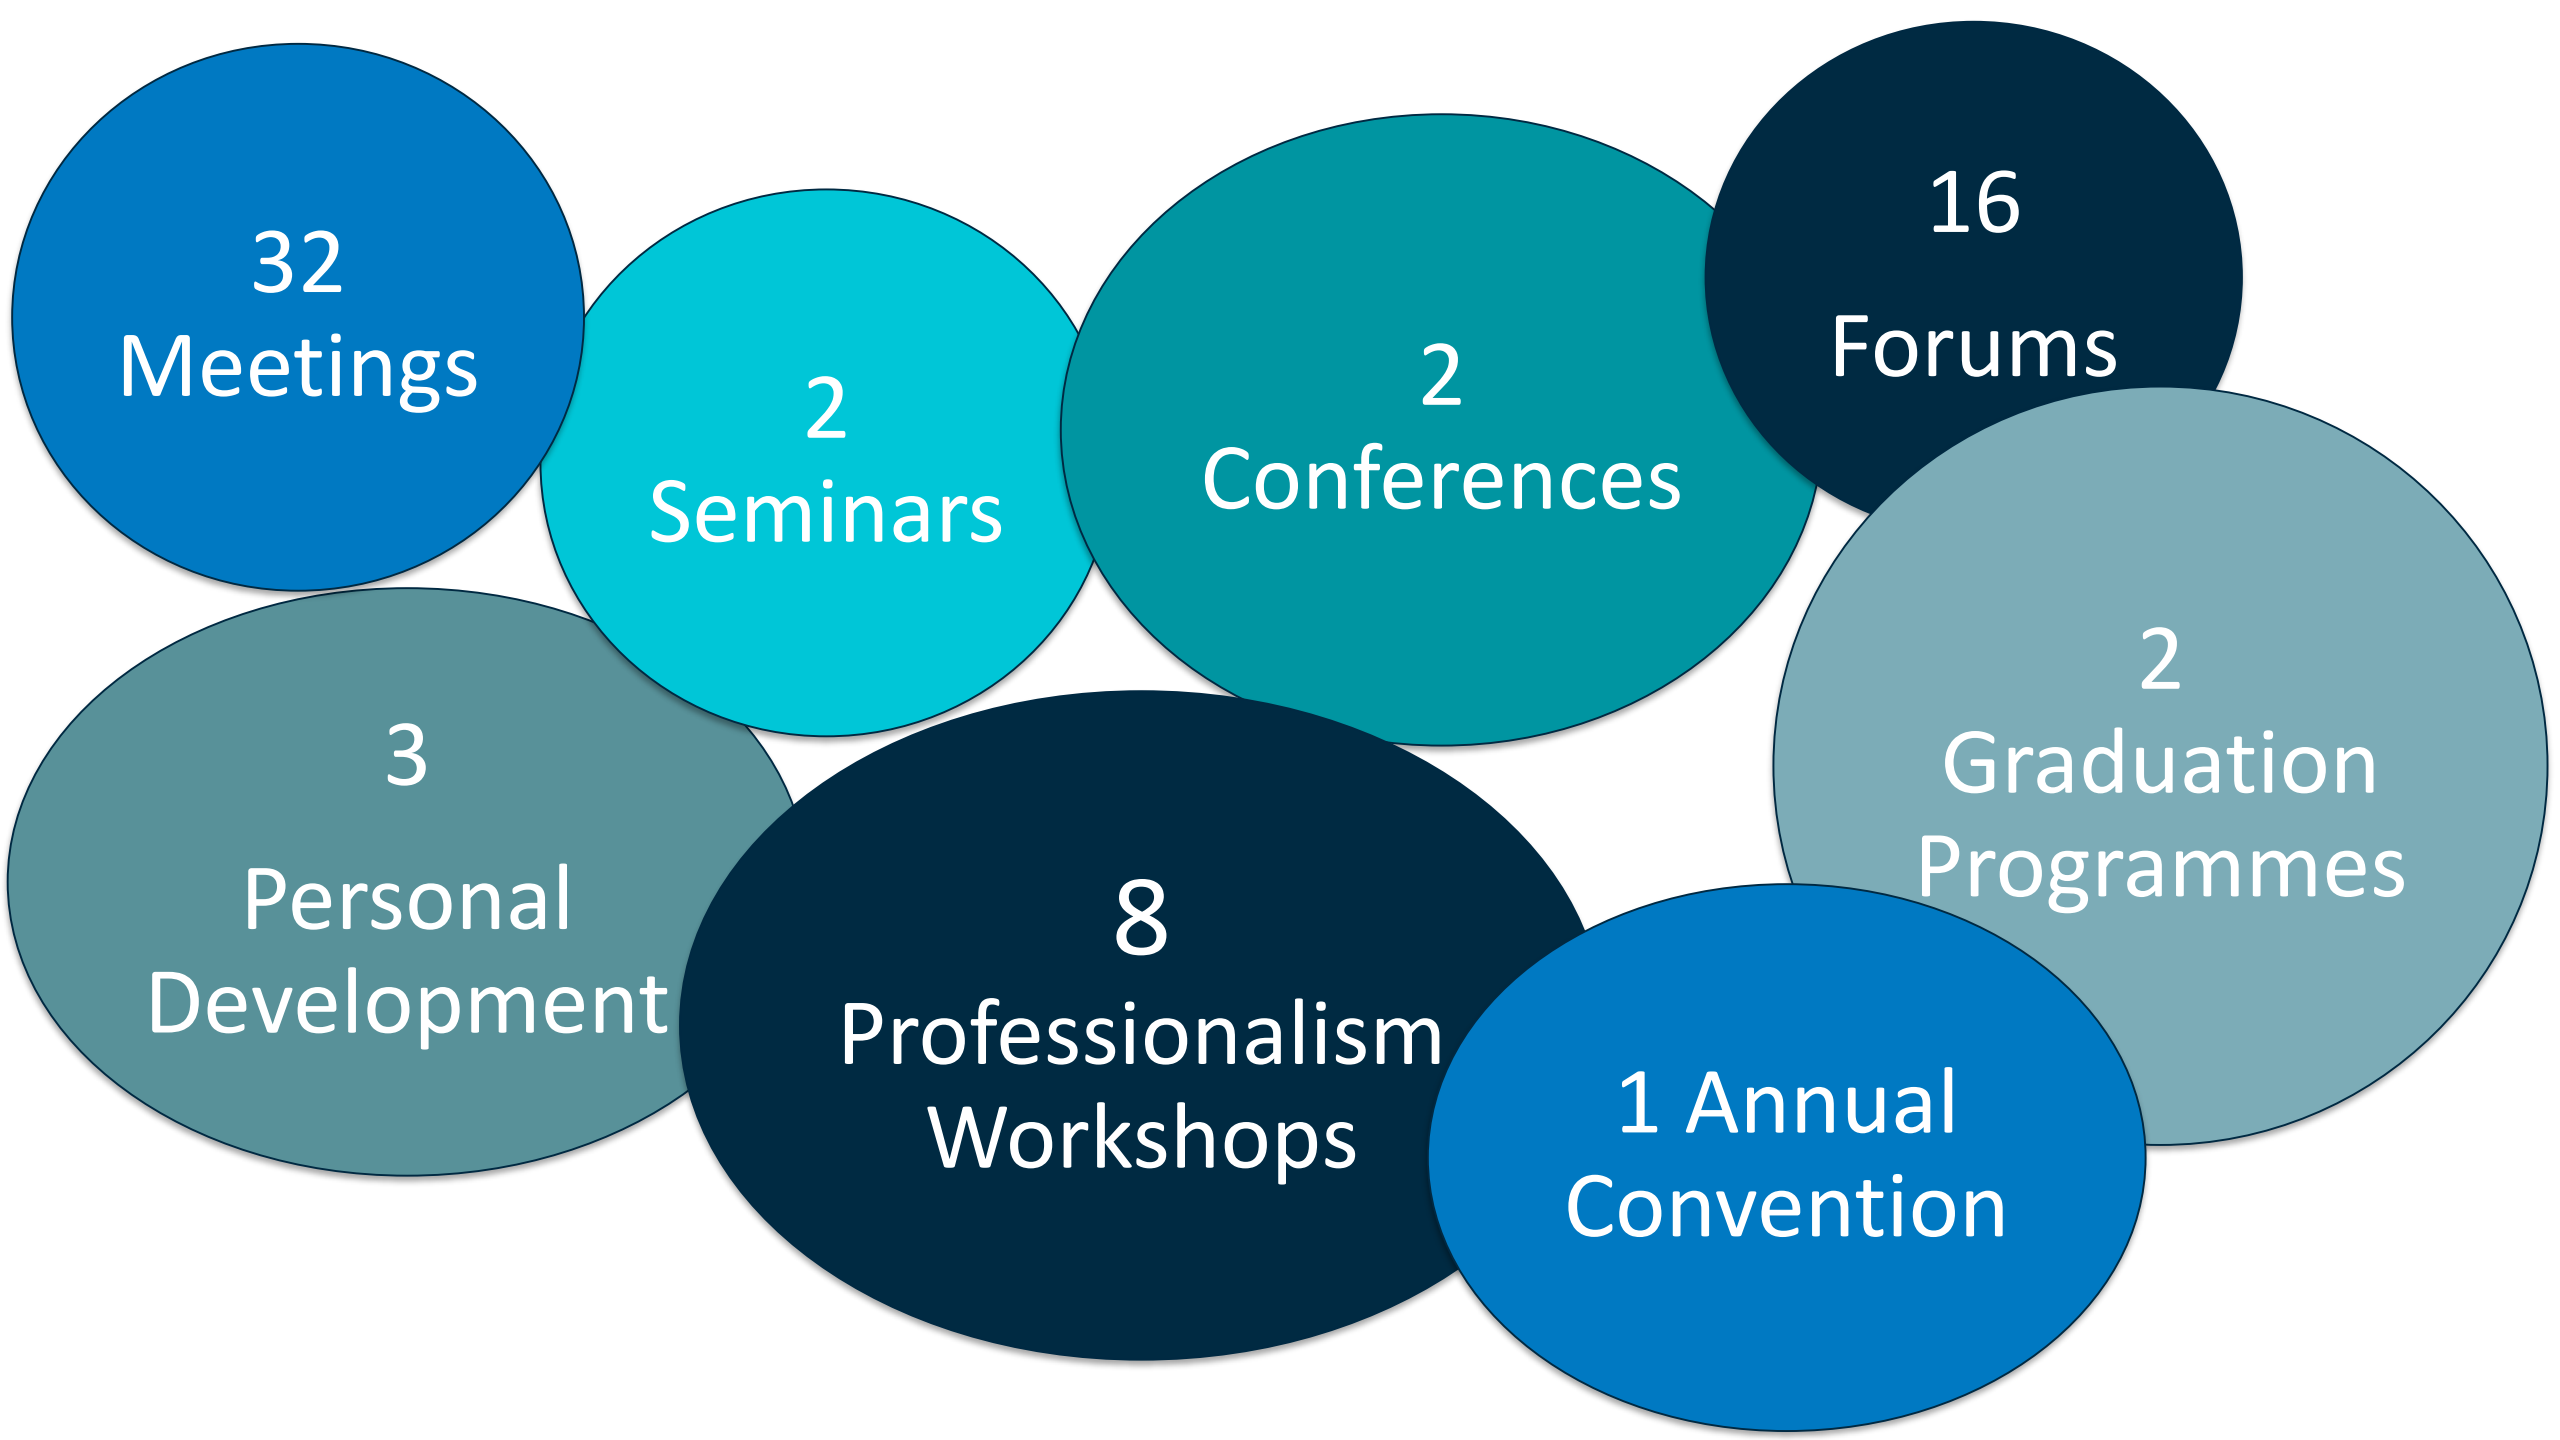 32
Meetings
2
Seminars
2
Conferences
16
Forums
3
Personal
Development
8
Professionalism
Workshops
2
Graduation
Programmes
1 Annual
Convention